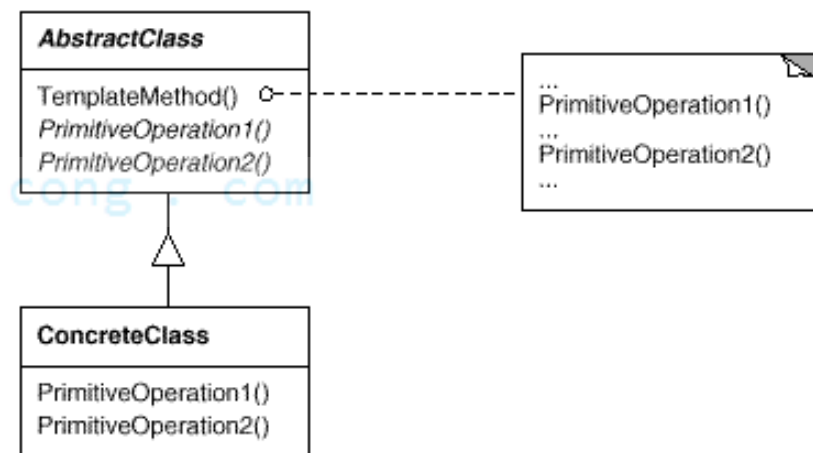 AbstractClass
TemplateMethod()
PrimitiveOperation1()
PrimitiveOperation2()
cong . com
...
PrimitiveOperation1()
...
PrimitiveOperation2()
...
ConcreteClass
PrimitiveOperation1()
PrimitiveOperation2()